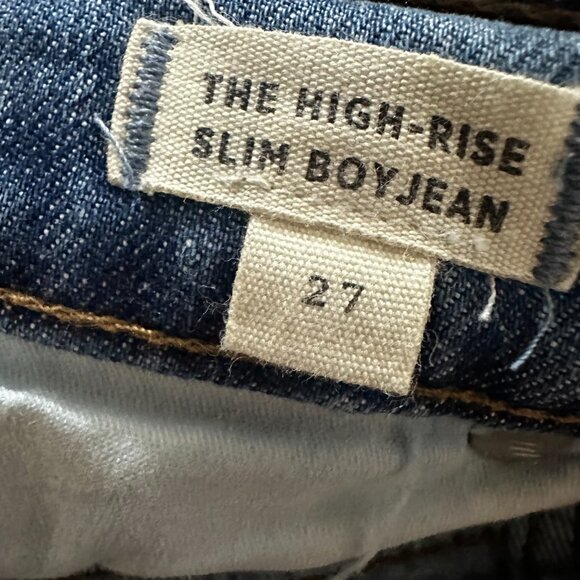 THE HIGH-RISE
SLIM BOYJEAN
27